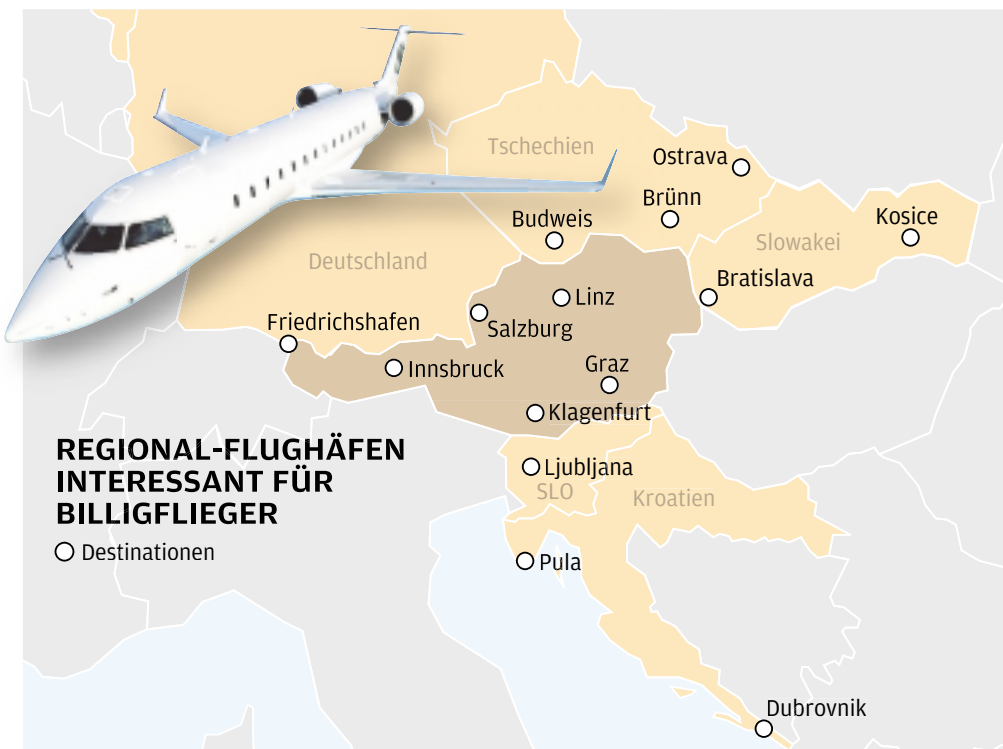 Tschechien
Ostrava
Brünn
Budweis
Kosice
Slowakei
Deutschland
Bratislava
Linz
Friedrichshafen
Salzburg
Innsbruck
Graz
Klagenfurt
REGIONAL-FLUGHÄFEN
INTERESSANT FÜR
BILLIGFLIEGER
Destinationen
Ljubljana
SLO
Kroatien
Pula
Dubrovnik